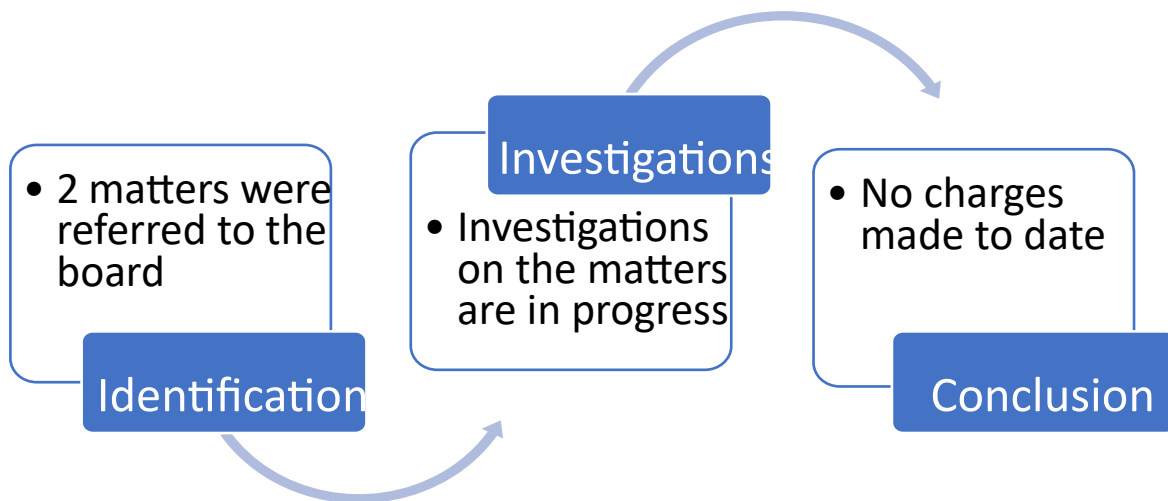 • 2 matters were
referred to the
board
Identification
Investigations
• Investigations
on the matters
are in progress
• No charges
made to date
Conclusion